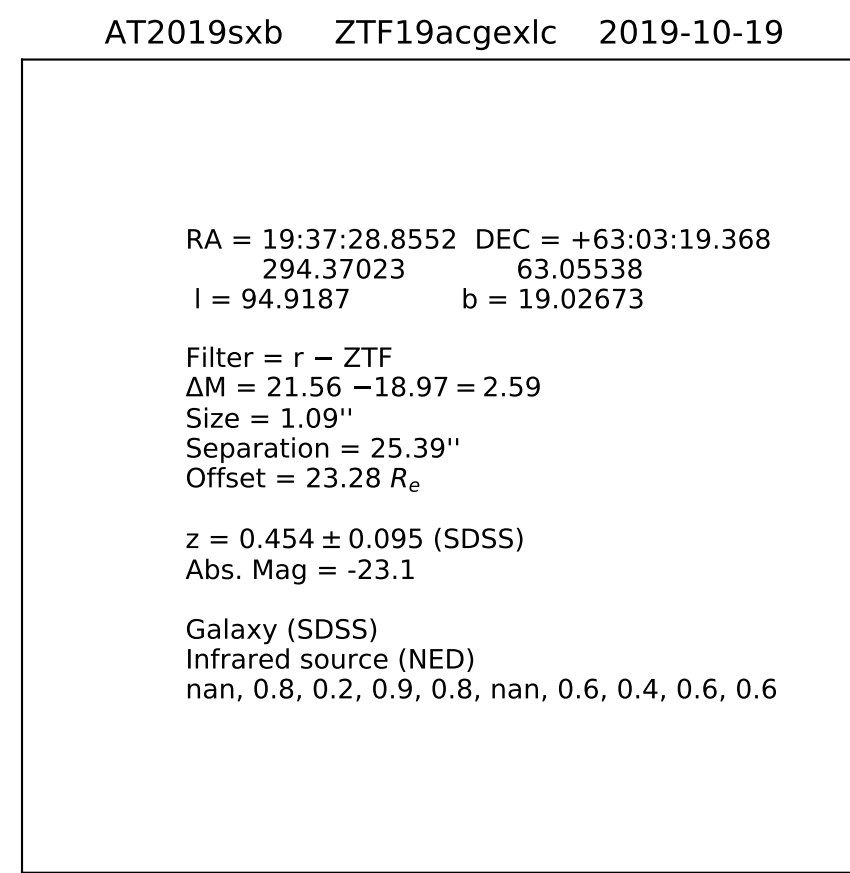 AT2019sxb ZTF19acgexlc 2019-10-19
RA = 19:37:28.8552 DEC = +63:03:19.368
294.37023 63.05538
l = 94.9187 b = 19.02673
Filter = r − ZTF
ΔM = 21.56 −18.97 = 2.59
Size = 1.09''
Separation = 25.39''
Offset = 23.28 Re
z = 0.454 ± 0.095 (SDSS)
Abs. Mag = -23.1
Galaxy (SDSS)
Infrared source (NED)
nan, 0.8, 0.2, 0.9, 0.8, nan, 0.6, 0.4, 0.6, 0.6